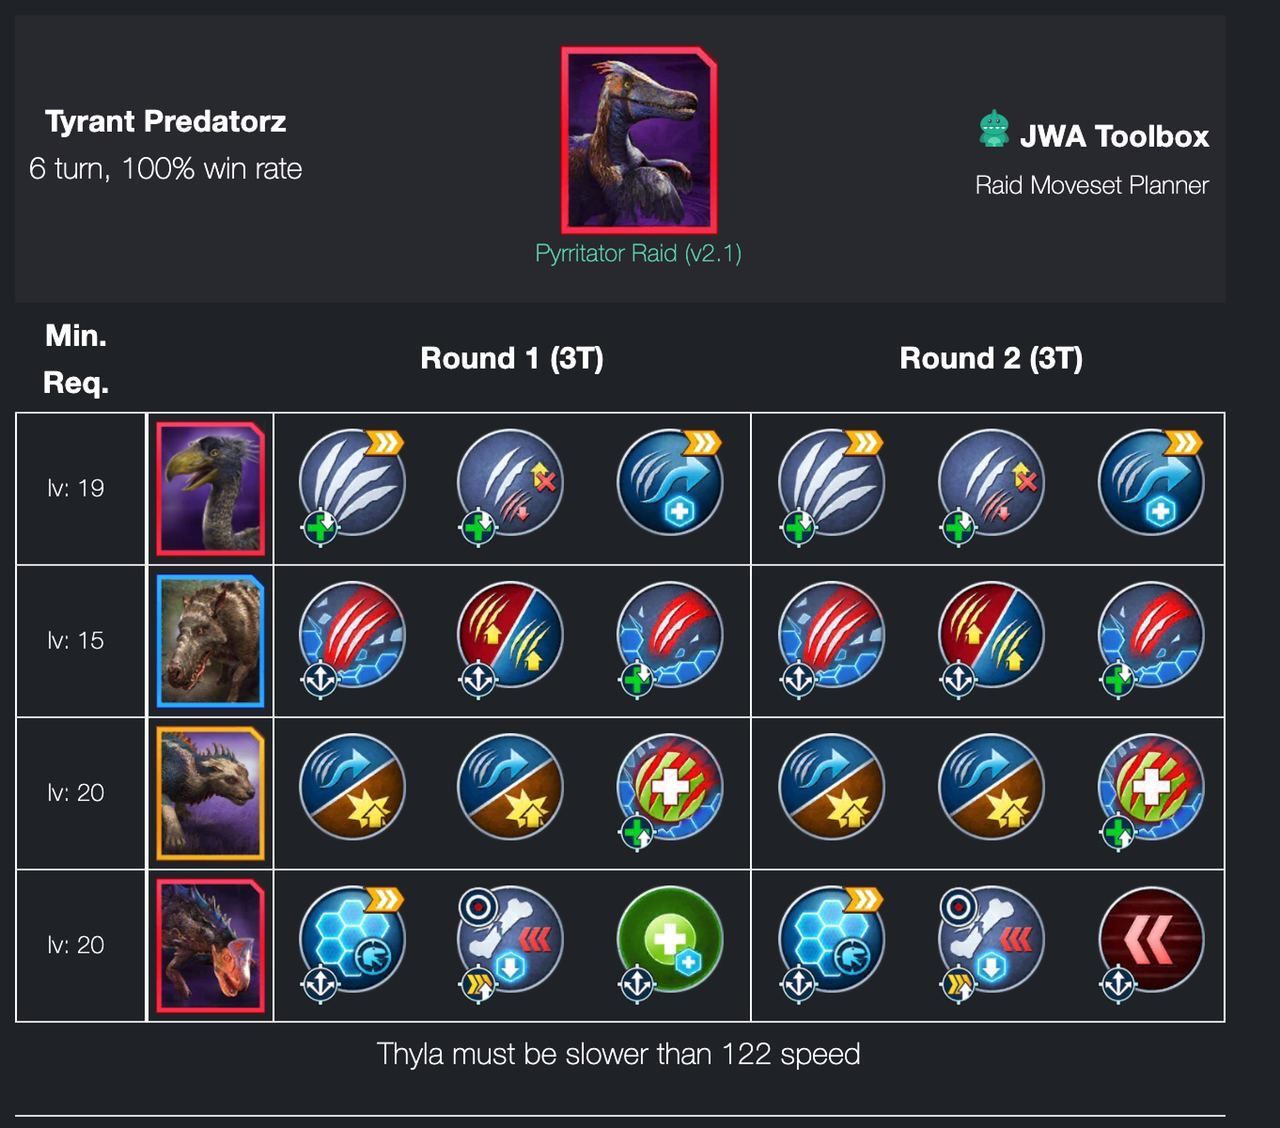 Tyrant Predatorz
6 turn, 100% win rate
JWA Toolbox
Raid Moveset Planner
Pyrritator Raid (v2.1)
Min.
Req.
Round 1 (3T)
Round 2 (3T)
lv: 19
lv: 15
lv: 20
lv: 20
Thyla must be slower than 122 speed